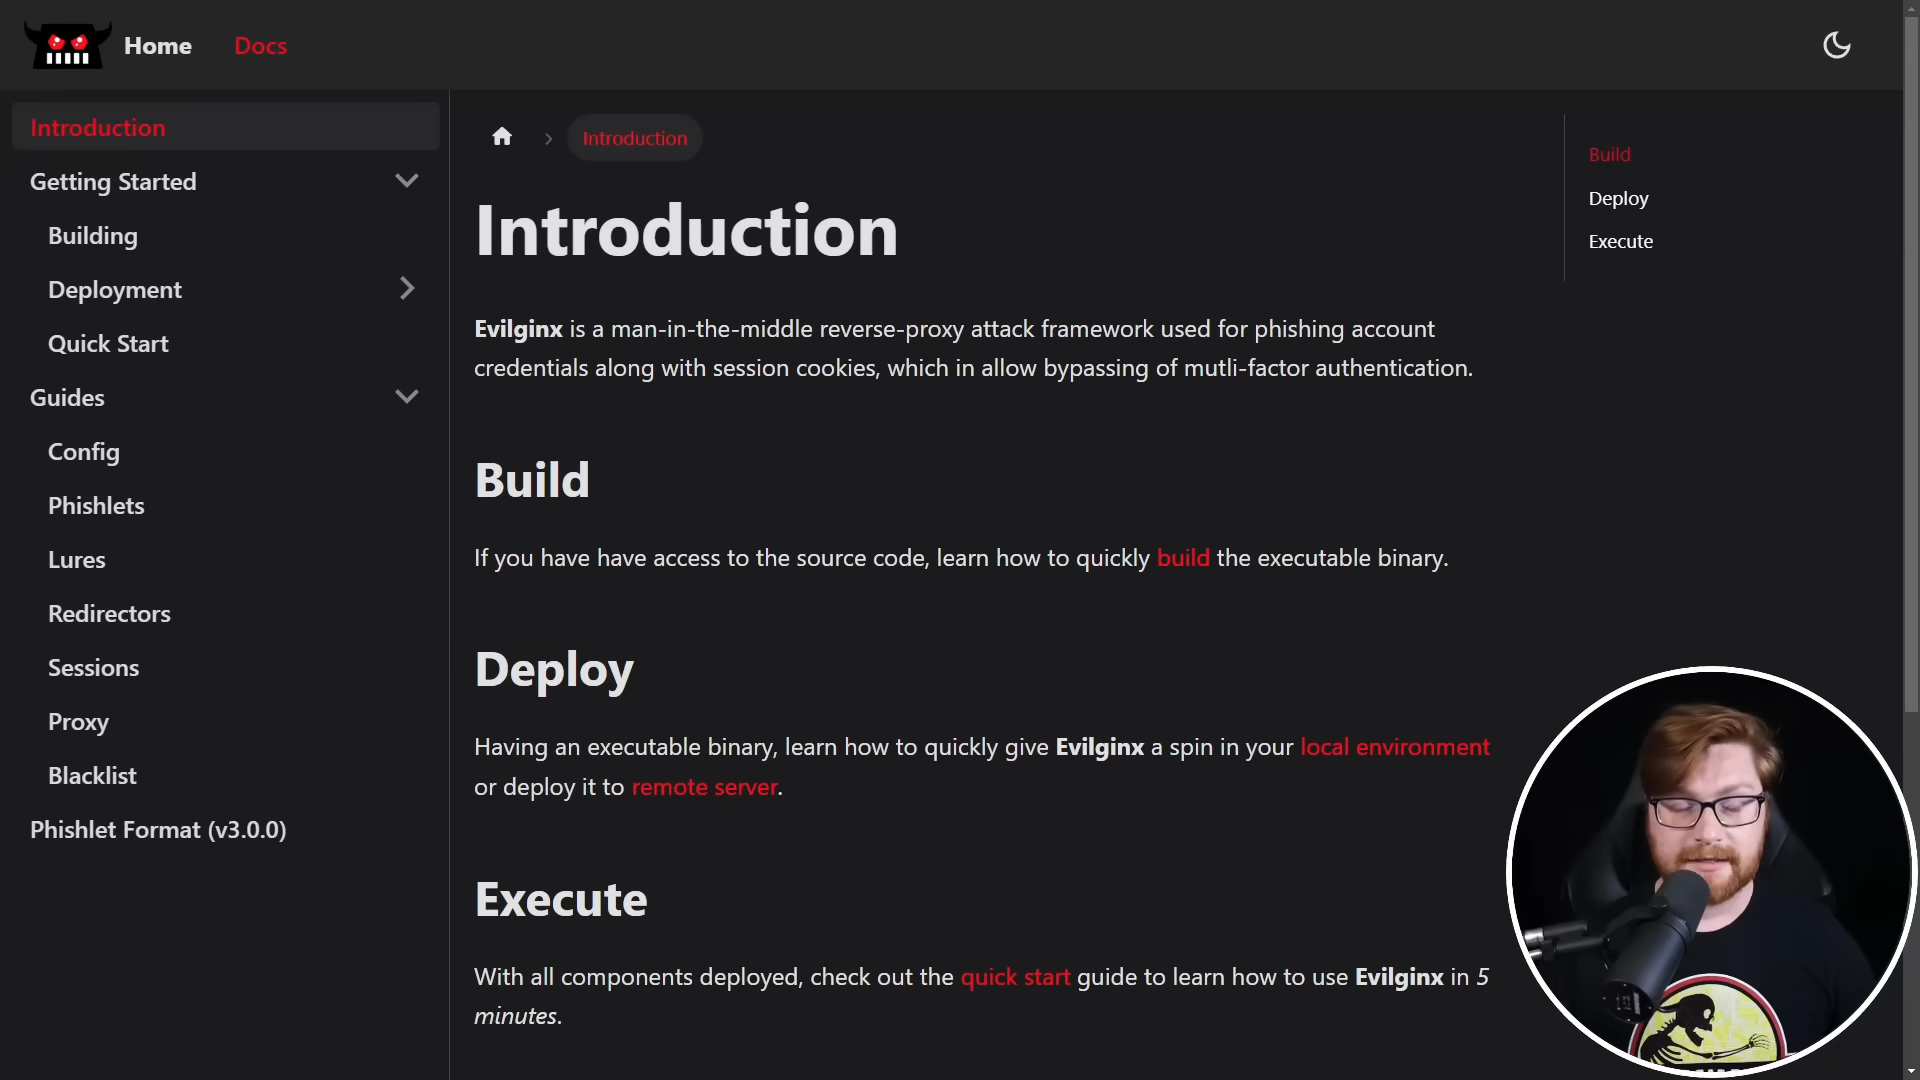 Home
Docs
Introduction
Getting Started
Building
Deployment
Quick Start
Guides
Config
Phishlets
Lures
Redirectors
Sessions
Proxy
Blacklist
Phishlet Format (v3.0.0)
Introduction
Introduction
Evilginx is a man-in-the-middle reverse-proxy attack framework used for phishing account
credentials along with session cookies, which in allow bypassing of mutli-factor authentication.
Build
If you have have access to the source code, learn how to quickly build the executable binary.
Deploy
Having an executable binary, learn how to quickly give Evilginx a spin in your local environment
or deploy it to remote server.
Execute
With all components deployed, check out the quick start guide to learn how to use Evilginx in 5
minutes.
Build
Deploy
Execute